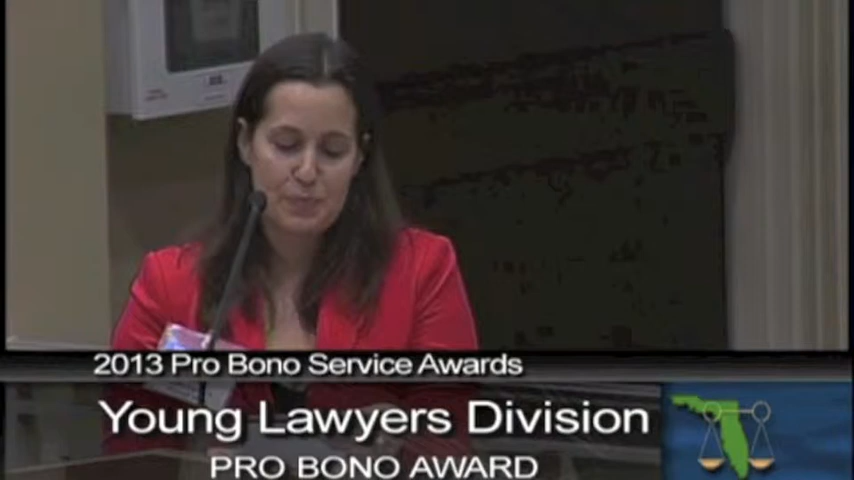 2013 Pro Bono Service Awards
Young Lawyers Division
PRO BONO AWARD